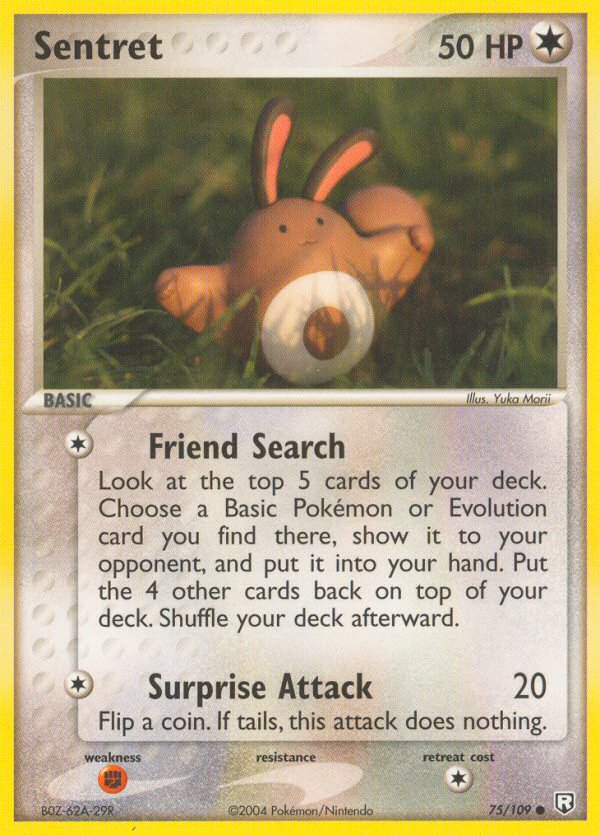 Sentret
50 HP
BASIC
Illus. Yuka Morii
Friend Search
Look at the top 5 cards of your deck.
Choose a Basic Pokémon or Evolution
card you find there, show it to your
opponent, and put it into your hand. Put
the 4 other cards back on top of your
deck. Shuffle your deck afterward.
Surprise Attack 20
Flip a coin. If tails, this attack does nothing.
weakness resistance retreat cost
B0Z-62A-29R ©2004 Pokémon/Nintendo 75/109 R